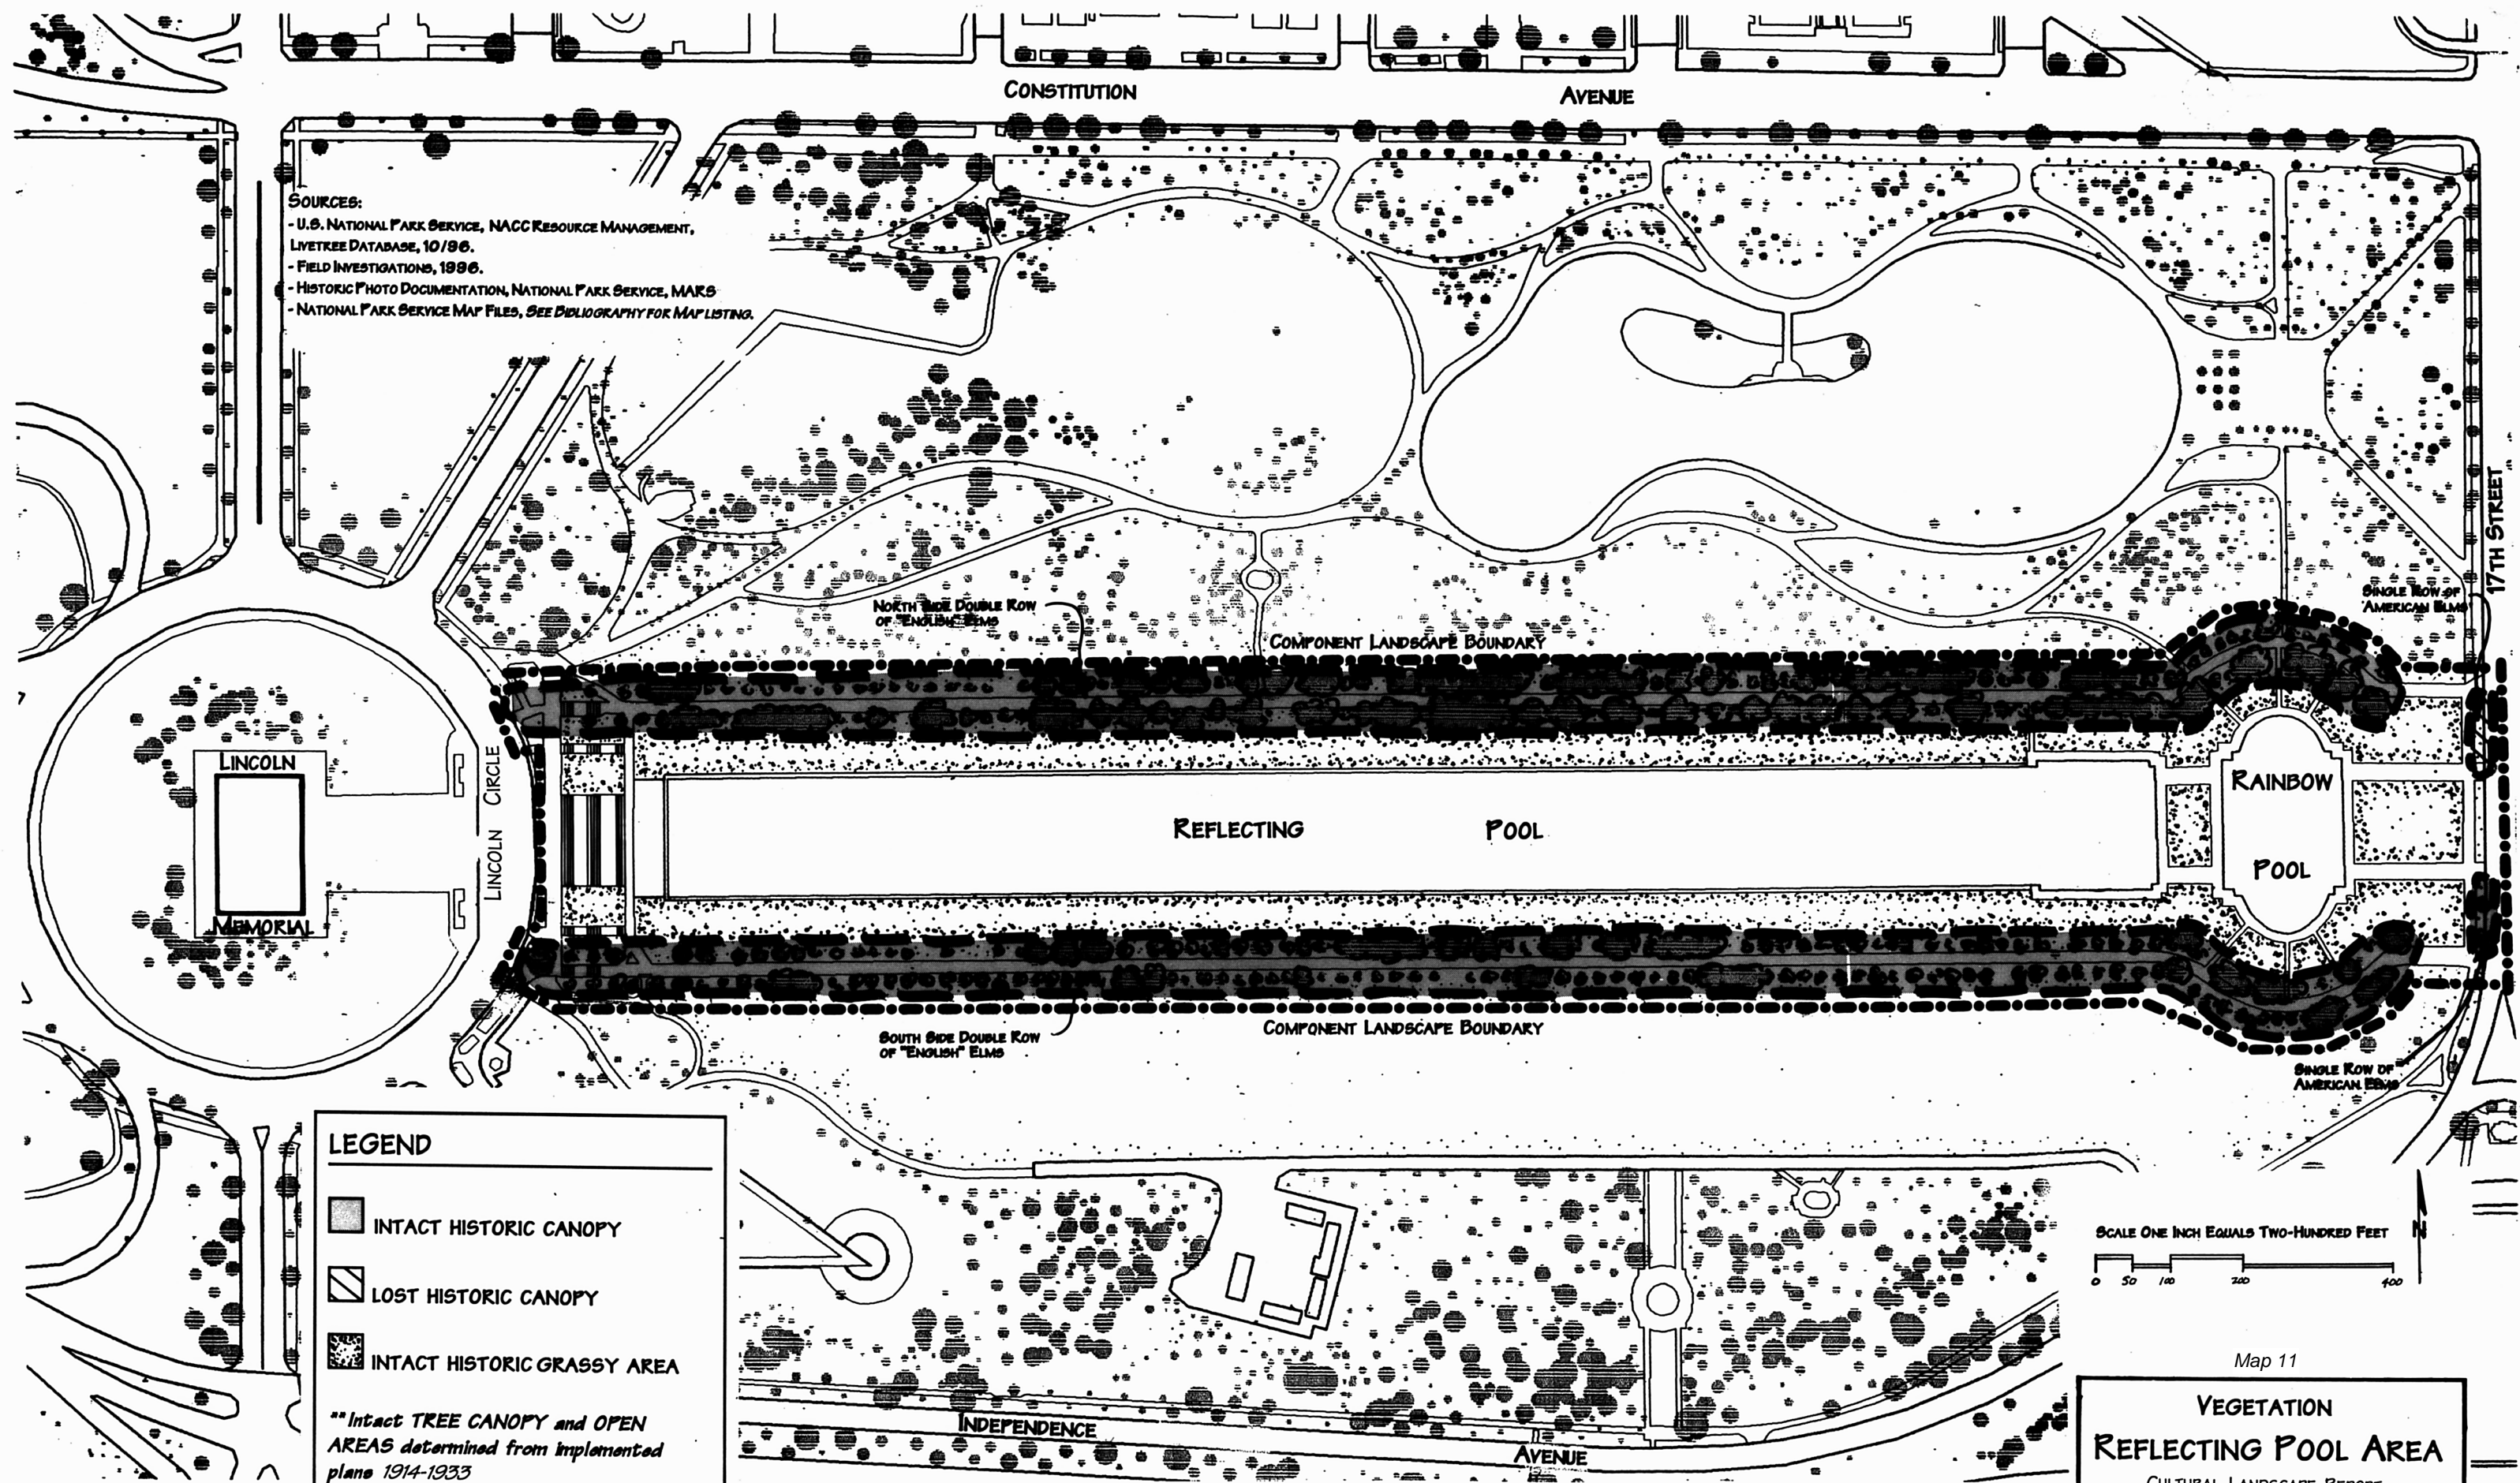 CONSTITUTION AVENUE
SOURCES:
- U.S. NATIONAL PARK SERVICE, NACC RESOURCE MANAGEMENT,
LIVETREE DATABASE, 10/96.
- FIELD INVESTIGATIONS, 1996.
- HISTORIC PHOTO DOCUMENTATION, NATIONAL PARK SERVICE, MARS
- NATIONAL PARK SERVICE MAP FILES, SEE BIBLIOGRAPHY FOR MAP LISTING.
17TH STREET
SINGLE ROW OF
AMERICAN ELMS
NORTH SIDE DOUBLE ROW
OF "ENGLISH" ELMS
COMPONENT LANDSCAPE BOUNDARY
LINCOLN
MEMORIAL
LINCOLN CIRCLE
REFLECTING POOL
RAINBOW
POOL
SOUTH SIDE DOUBLE ROW
OF "ENGLISH" ELMS
COMPONENT LANDSCAPE BOUNDARY
SINGLE ROW OF
AMERICAN ELMS
LEGEND
INTACT HISTORIC CANOPY
LOST HISTORIC CANOPY
INTACT HISTORIC GRASSY AREA
**Intact TREE CANOPY and OPEN
AREAS determined from implemented
plans 1914-1933
INDEPENDENCE
AVENUE
SCALE ONE INCH EQUALS TWO-HUNDRED FEET
0 50 100 200 400
N
Map 11
VEGETATION
REFLECTING POOL AREA
CULTURAL LANDSCAPE REPORT